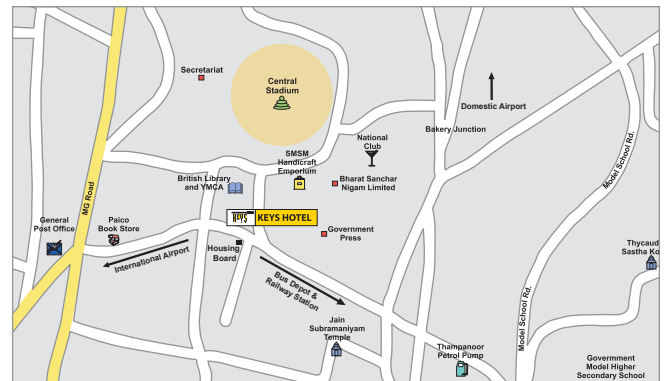 Secretariat
Central
Stadium
Domestic Airport
Bakery Junction
National
Club
SMSM
Handicraft
Emporium
British Library
and YMCA
Bharat Sanchar
Nigam Limited
Model School Rd.
MG Road
General
Post Office
Paico
Book Store
KEYS
KEYS HOTEL
Government
Press
Housing
Board
International Airport
Bus Depot &
Railway Station
Thycaud
Sastha Ko
Model School Rd.
Jain
Subramaniyam
Temple
Thampanoor
Petrol Pump
Government
Model Higher
Secondary School